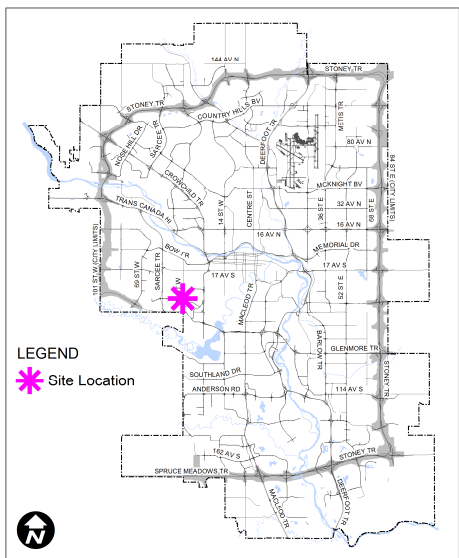 144 AV N
STONEY TR
STONEY TR
COUNTRY HILLS BV
METIS TR
NOSE HILL DR
SARCEE TR
DEERFOOT TR
80 AV N
84 ST E (CITY LIMITS)
CROWCHILD TR
MCKNIGHT BV
TRANS CANADA HI
14 ST W
CENTRE ST
36 ST E
32 AV N
68 ST E
16 AV N
16 AV N
101 ST W (CITY LIMITS)
BOW TR
MEMORIAL DR
69 ST W
SARCEE TR
17 AV S
17 AV S
W
MACLEOD TR
52 ST E
BARLOW TR
LEGEND
Site Location
GLENMORE TR
STONEY TR
SOUTHLAND DR
ANDERSON RD
114 AV S
162 AV S
STONEY TR
SPRUCE MEADOWS TR
MACLEOD TR
DEERFOOT TR
N